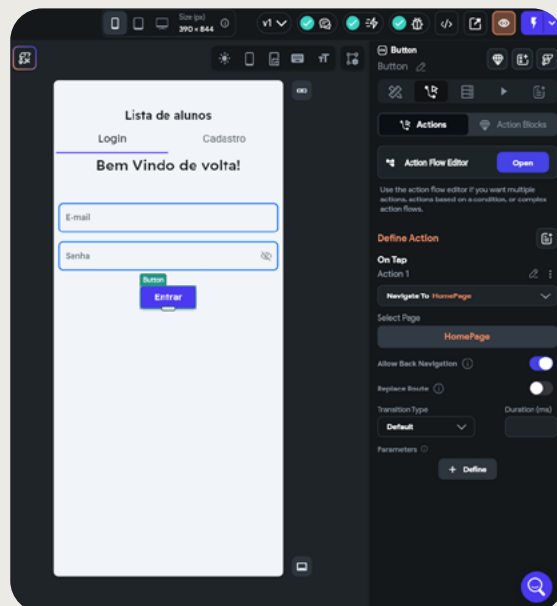 Size (px)
390 × 844
v1
Button
Button
Lista de alunos
Login Cadastro
Bem Vindo de volta!
E-mail
Senha
Button
Entrar
Actions Action Blocks
Action Flow Editor Open
Use the action flow editor if you want multiple
actions, actions based on a condition, or complex
action flows.
Define Action
On Tap
Action 1
Navigate To HomePage
Select Page
HomePage
Allow Back Navigation
Replace Route
Transition Type Duration (ms)
Default
Parameters
+ Define